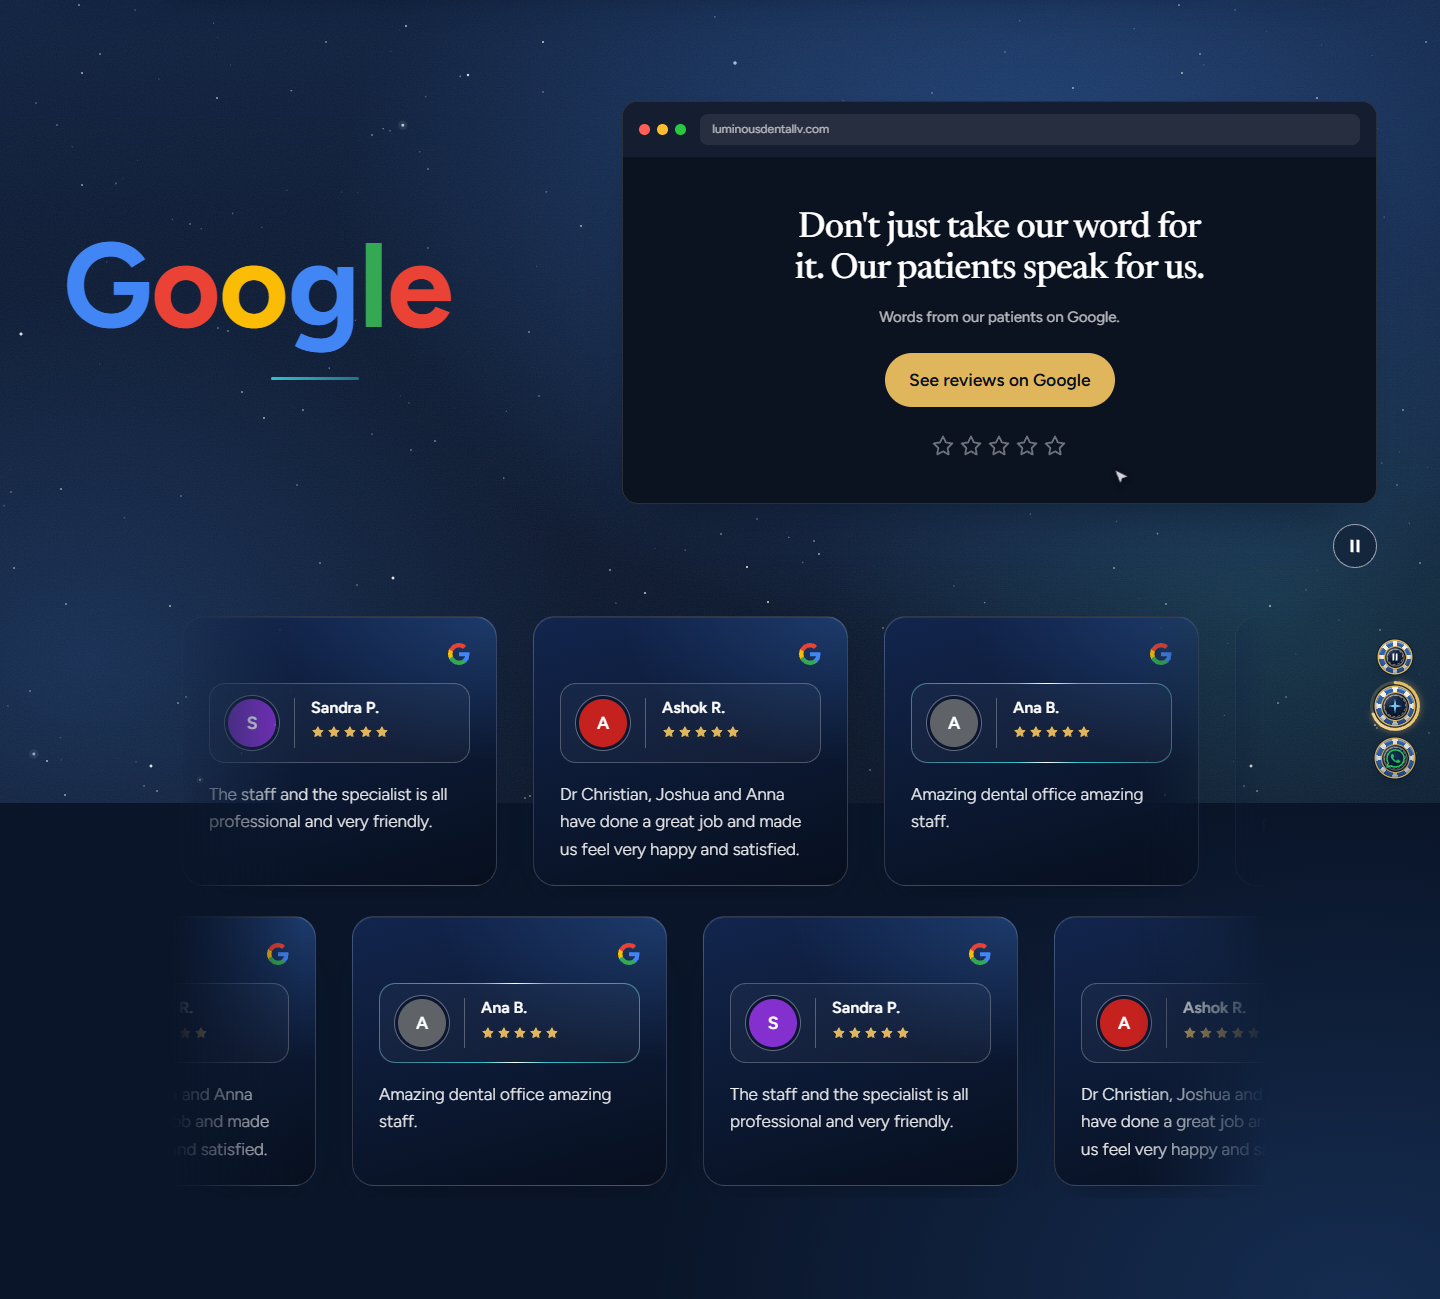 luminousdentallv.com
Don't just take our word for
it. Our patients speak for us.
Google
Words from our patients on Google.
See reviews on Google
Sandra P.
S
The staff and the specialist is all
professional and very friendly.
Ashok R.
A
Dr Christian, Joshua and Anna
have done a great job and made
us feel very happy and satisfied.
Ana B.
A
Amazing dental office amazing
staff.
R.
and Anna
and made
satisfied.
Ana B.
A
Amazing dental office amazing
staff.
Sandra P.
S
The staff and the specialist is all
professional and very friendly.
Ashok R.
A
Dr Christian, Joshua and
have done a great job
us feel very happy and